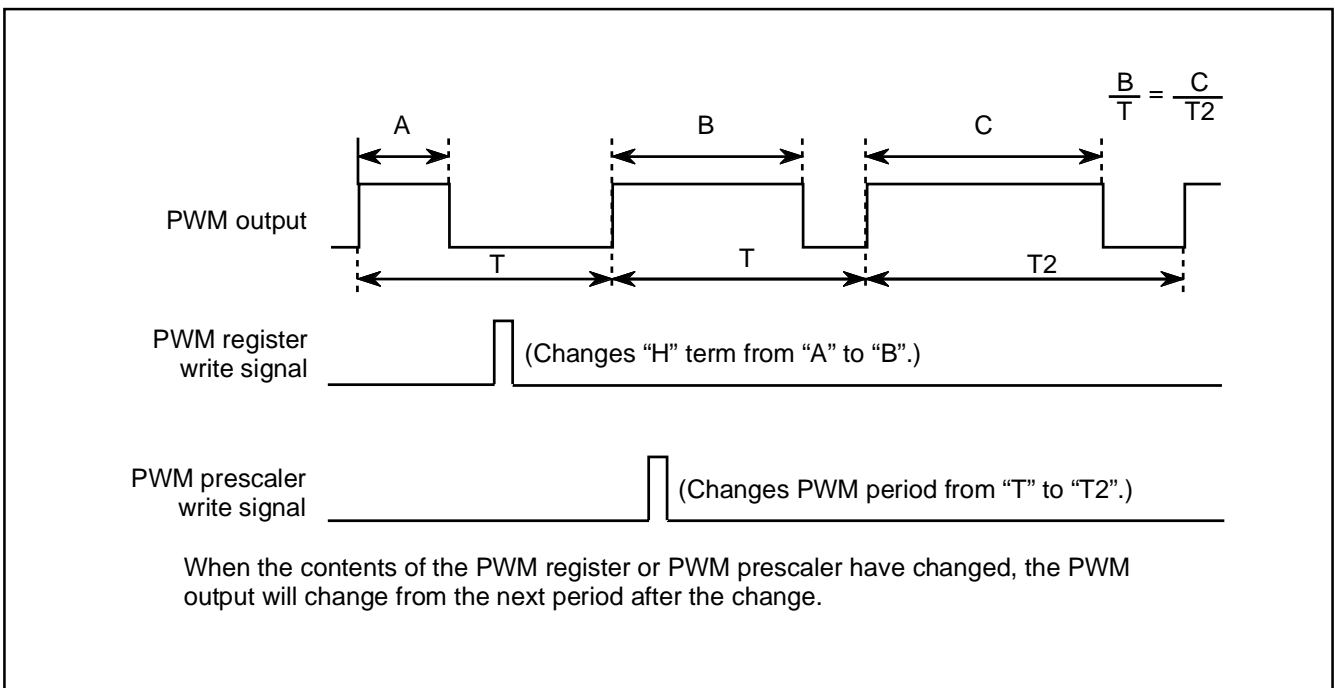 B
T
=
C
T2
A
B
C
PWM output
T
T
T2
PWM register
write signal
(Changes “H” term from “A” to “B”.)
PWM prescaler
write signal
(Changes PWM period from “T” to “T2”.)
When the contents of the PWM register or PWM prescaler have changed, the PWM
output will change from the next period after the change.